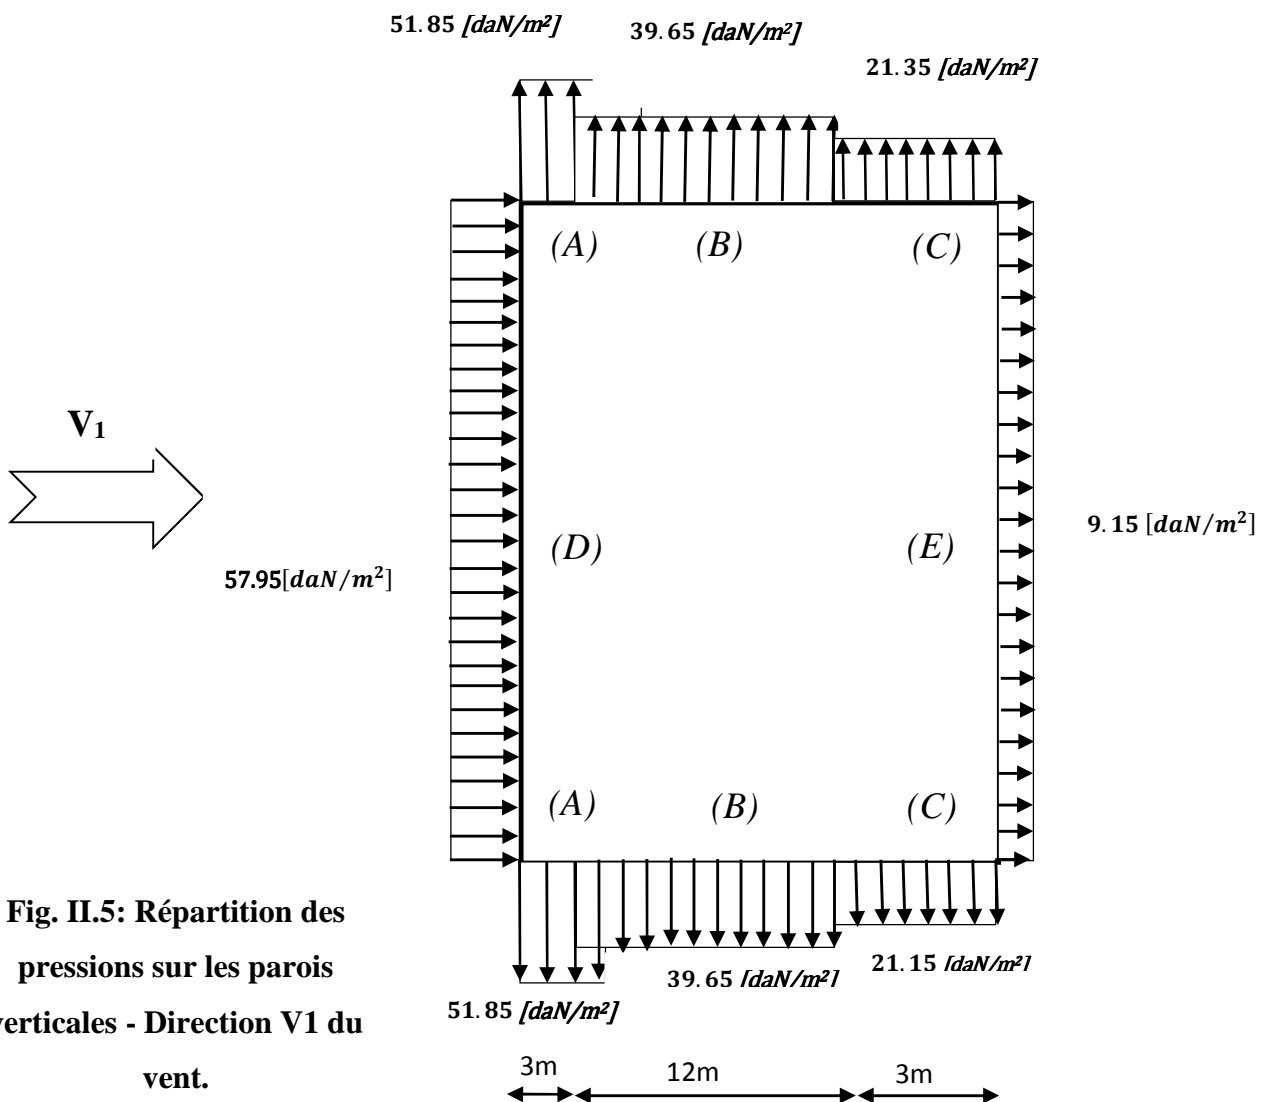 51.85 [daN/m²]
39.65 [daN/m²]
21.35 [daN/m²]
(A)
(B)
(C)
V₁
(D)
(E)
9.15 [daN/m²]
57.95[daN/m²]
(A)
(B)
(C)
Fig. II.5: Répartition des
pressions sur les parois
verticales - Direction V1 du
vent.
21.15 [daN/m²]
39.65 [daN/m²]
51.85 [daN/m²]
3m
12m
3m